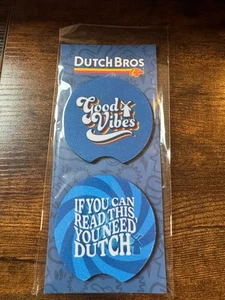 DUTCH BROS
Good
Vibes
IF YOU CAN
READ THIS,
YOU NEED
DUTCH